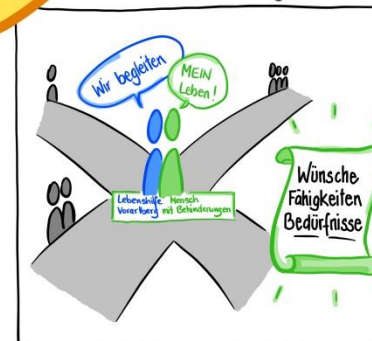 Wir begleiten
MEIN
Leben!
Lebenshilfe Mensch
Vorarlberg mit Behinderungen
Wünsche
Fähigkeiten
Bedürfnisse